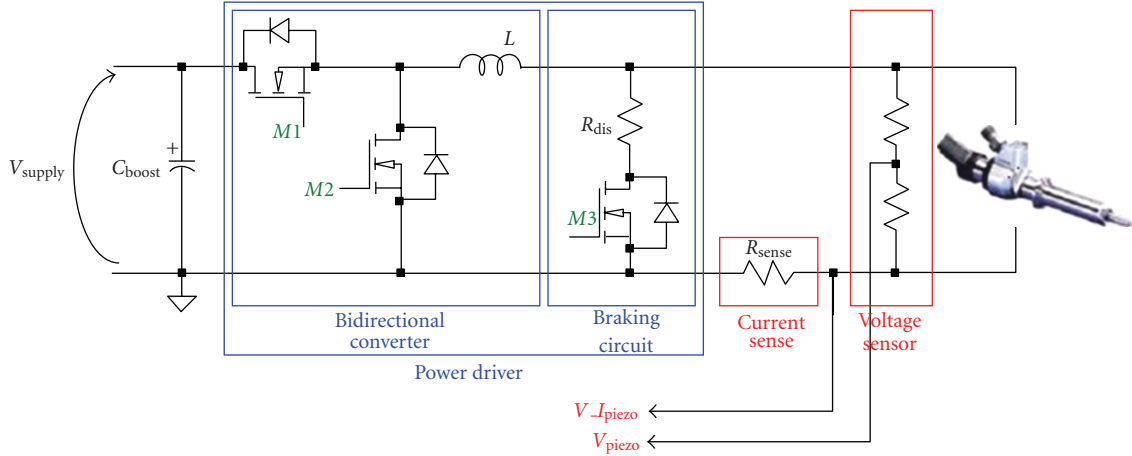 L
M1
R_dis
V_supply
C_boost
+
M2
M3
R_sense
Bidirectional
converter
Braking
circuit
Current
sense
Voltage
sensor
Power driver
V_I_piezo
V_piezo